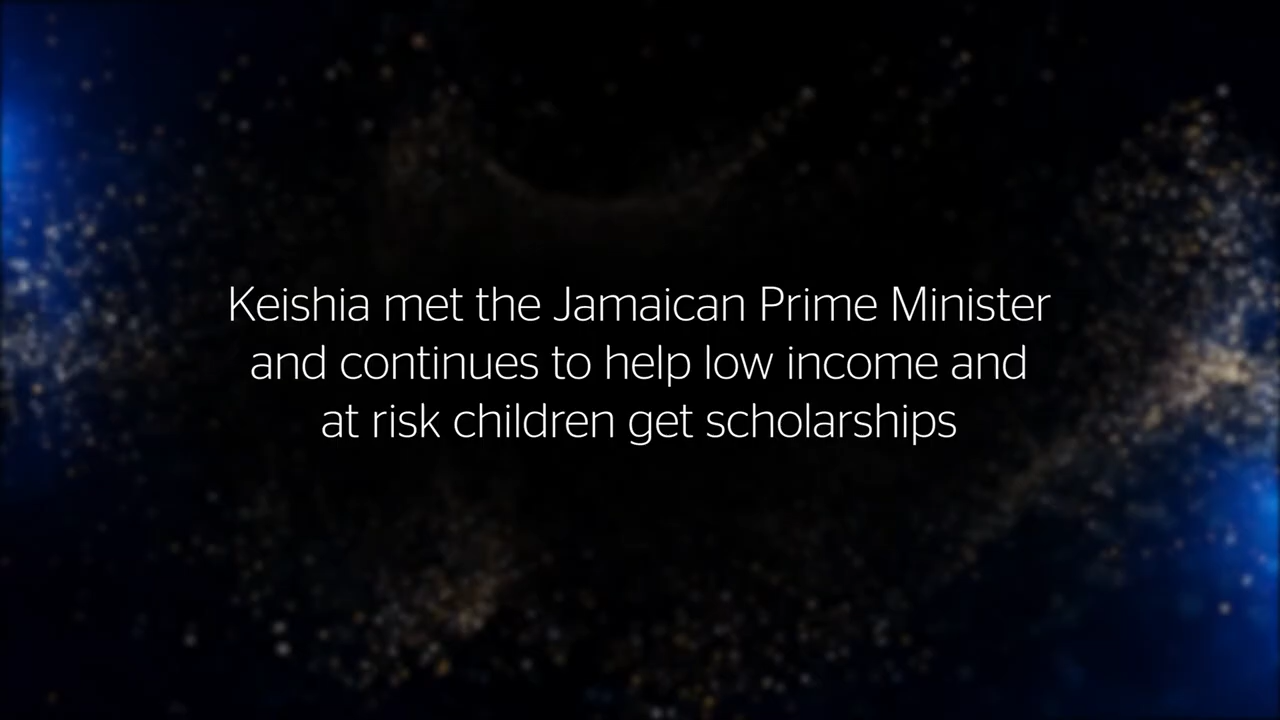 Keishia met the Jamaican Prime Minister
and continues to help low income and
at risk children get scholarships